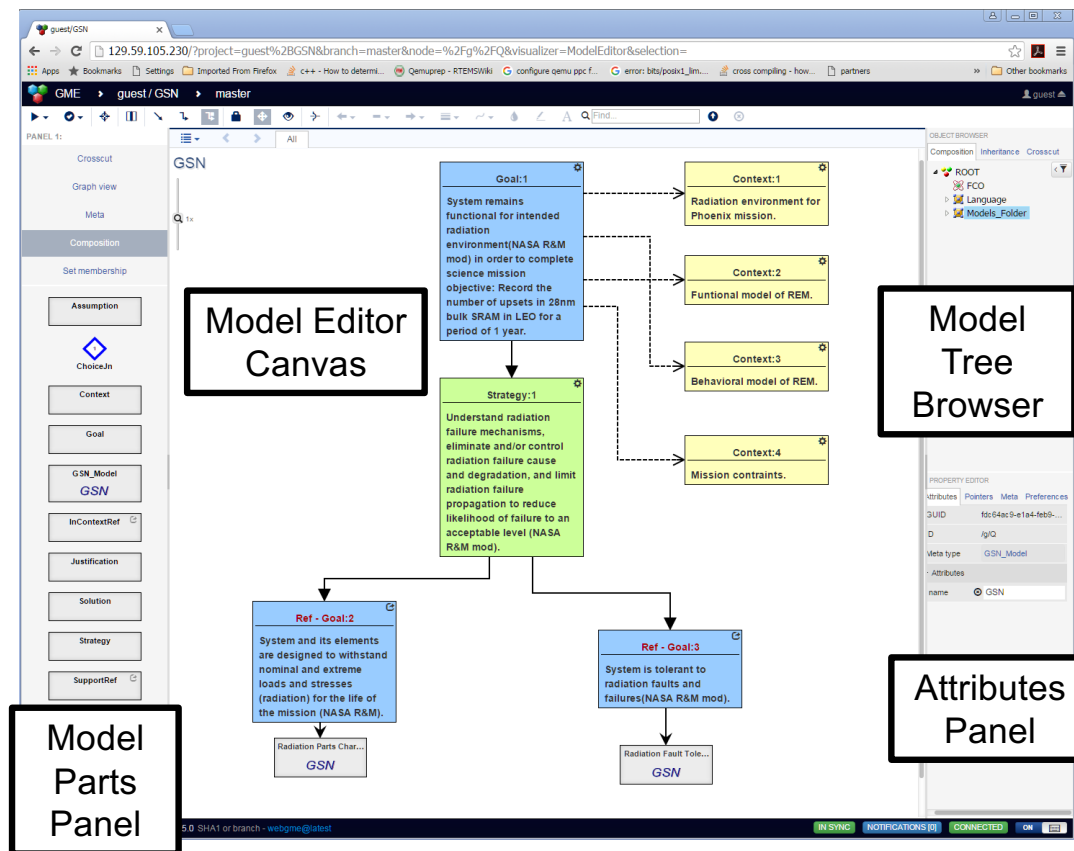 guest/GSN
129.59.105.230/?project=guest%2BGSN&branch=master&node=%2Fg%2FQ&visualizer=ModelEditor&selection=
Apps Bookmarks Settings Imported From Firefox c++ - How to determi... Qemuprep - RTEMSWiki configure qemu ppc f... error: bits/posix1_lim.... cross compiling - how... partners » Other bookmarks
GME guest / GSN master guest
Find...
PANEL 1:
Crosscut
Graph view
Meta
Composition
Set membership
Assumption
ChoiceJn
Context
Goal
GSN_Model
GSN
InContextRef
Justification
Solution
Strategy
SupportRef
Model
Parts
Panel
All
GSN
1x
Model Editor
Canvas
Goal:1
System remains
functional for intended
radiation
environment(NASA R&M
mod) in order to complete
science mission
objective: Record the
number of upsets in 28nm
bulk SRAM in LEO for a
period of 1 year.
Context:1
Radiation environment for
Phoenix mission.
Context:2
Funtional model of REM.
Context:3
Behavioral model of REM.
Context:4
Mission contraints.
Strategy:1
Understand radiation
failure mechanisms,
eliminate and/or control
radiation failure cause
and degradation, and limit
radiation failure
propagation to reduce
likelihood of failure to an
acceptable level (NASA
R&M mod).
Ref - Goal:2
System and its elements
are designed to withstand
nominal and extreme
loads and stresses
(radiation) for the life of
the mission (NASA R&M).
Radiation Parts Char...
GSN
Ref - Goal:3
System is tolerant to
radiation faults and
failures(NASA R&M mod).
Radiation Fault Tole...
GSN
OBJECT BROWSER
Composition Inheritance Crosscut
ROOT
FCO
Language
Models_Folder
Model
Tree
Browser
PROPERTY EDITOR
Attributes Pointers Meta Preferences
GUID fdc64ac9-e1a4-feb9-...
ID /g/Q
Meta type GSN_Model
- Attributes
name GSN
Attributes
Panel
5.0 SHA1 or branch - webgme@latest
IN SYNC NOTIFICATIONS [0] CONNECTED ON